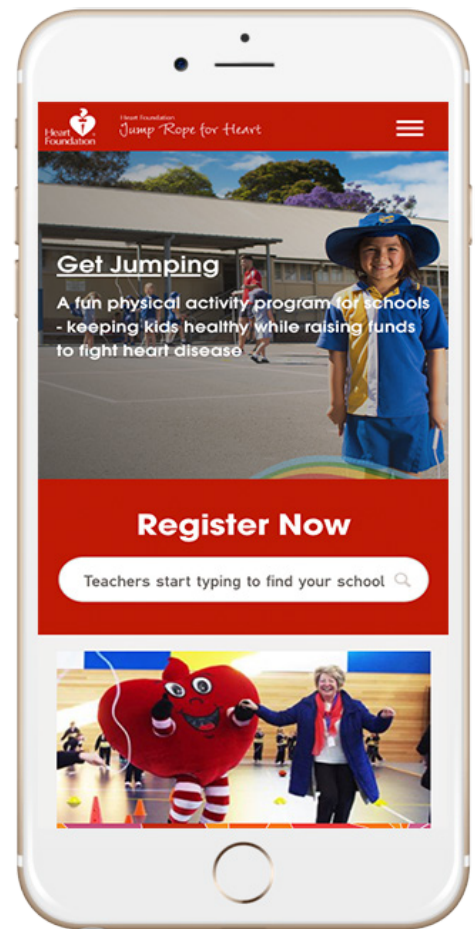 Heart
Foundation
Heart Foundation
Jump Rope for Heart
Get Jumping
A fun physical activity program for schools
- keeping kids healthy while raising funds
to fight heart disease
Register Now
Teachers start typing to find your school